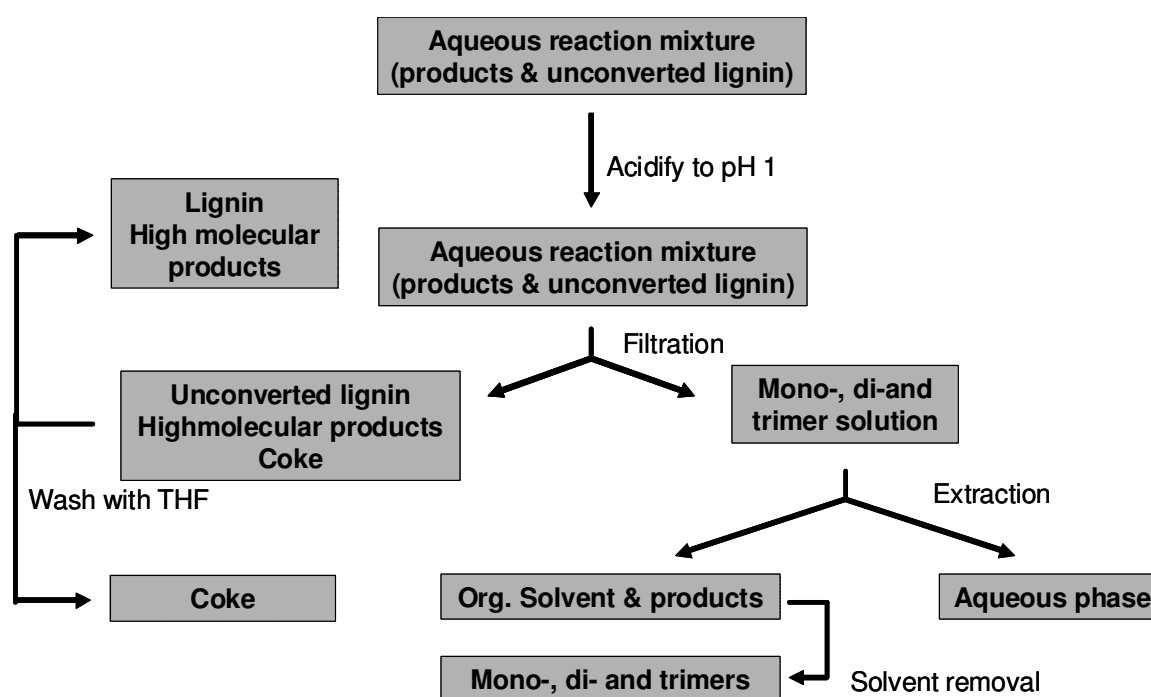 Aqueous reaction mixture
(products & unconverted lignin)
Acidify to pH 1
Lignin
High molecular
products
Aqueous reaction mixture
(products & unconverted lignin)
Filtration
Unconverted lignin
Highmolecular products
Coke
Mono-, di-and
trimer solution
Wash with THF
Extraction
Coke
Org. Solvent & products
Aqueous phase
Mono-, di- and trimers
Solvent removal